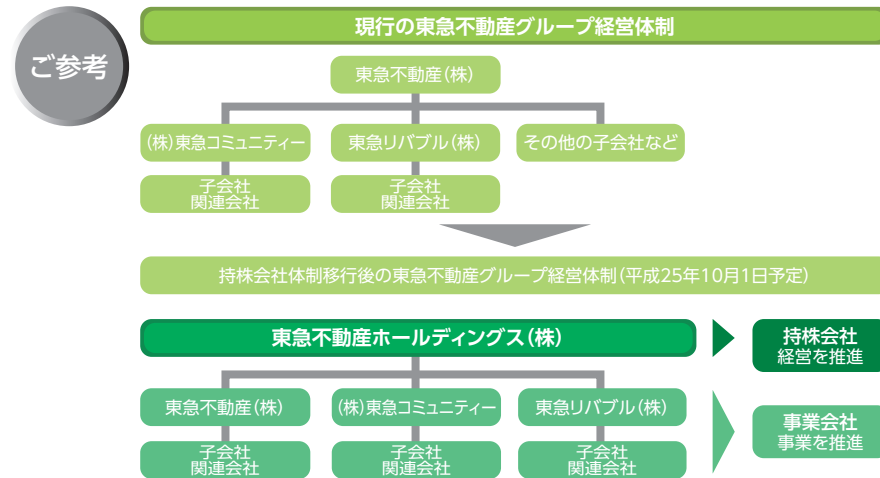 ご参考
現行の東急不動産グループ経営体制
東急不動産(株)
(株)東急コミュニティー
東急リバブル(株)
その他の子会社など
子会社
関連会社
子会社
関連会社
持株会社体制移行後の東急不動産グループ経営体制(平成25年10月1日予定)
東急不動産ホールディングス(株)
持株会社
経営を推進
東急不動産(株)
(株)東急コミュニティー
東急リバブル(株)
事業会社
事業を推進
子会社
関連会社
子会社
関連会社
子会社
関連会社